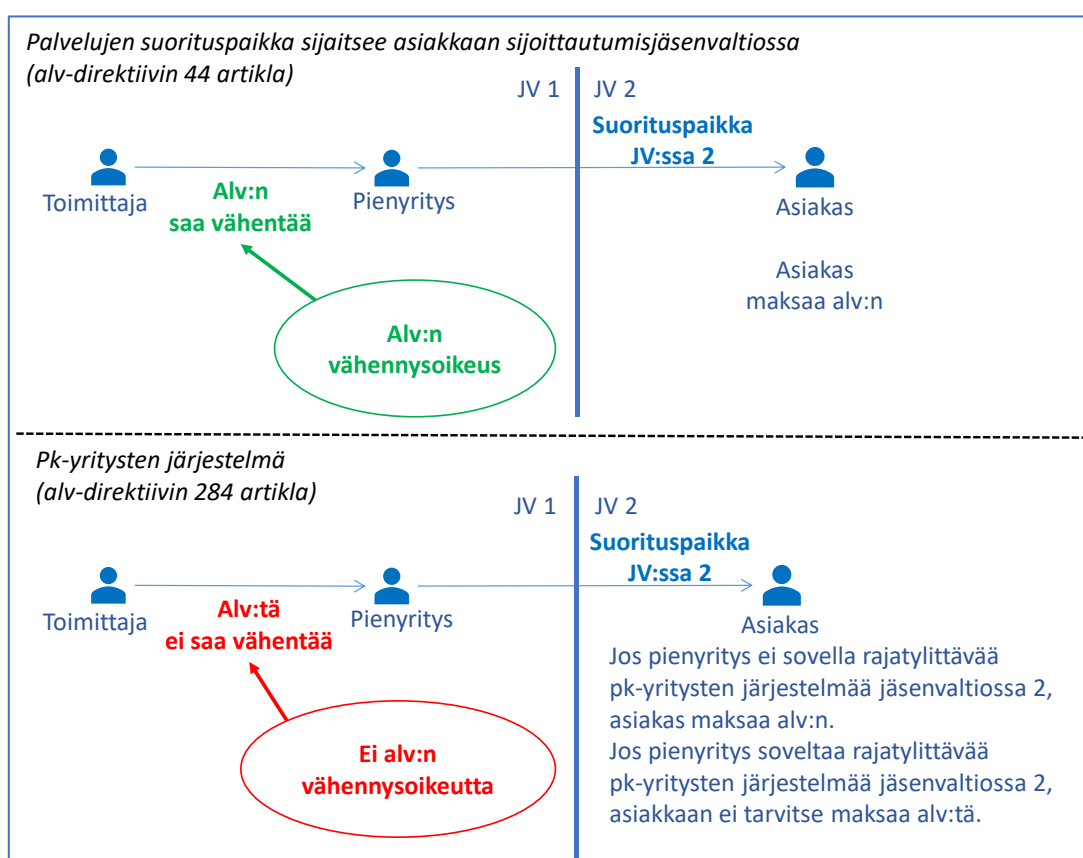 Palvelujen suorituspaikka sijaitsee asiakkaan sijoittautumisjäsenvaltiossa
(alv-direktiivin 44 artikla)
JV 1
JV 2
Suorituspaikka
JV:ssa 2
Toimittaja
Alv:n
saa vähentää
Pienyritys
Asiakas
Asiakas
maksaa alv:n
Alv:n
vähennysoikeus
Pk-yritysten järjestelmä
(alv-direktiivin 284 artikla)
JV 1
JV 2
Suorituspaikka
JV:ssa 2
Toimittaja
Alv:tä
ei saa vähentää
Pienyritys
Asiakas
Jos pienyritys ei sovella rajatylittävää
pk-yritysten järjestelmää jäsenvaltiossa 2,
asiakas maksaa alv:n.
Jos pienyritys soveltaa rajatylittävää
pk-yritysten järjestelmää jäsenvaltiossa 2,
asiakkaan ei tarvitse maksaa alv:tä.
Ei alv:n
vähennysoikeutta